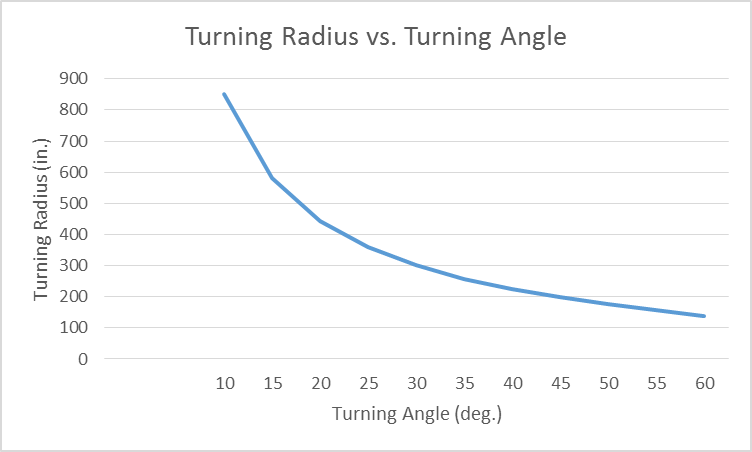 Turning Radius vs. Turning Angle
Turning Radius (in.)
900
800
700
600
500
400
300
200
100
0
10 15 20 25 30 35 40 45 50 55 60
Turning Angle (deg.)